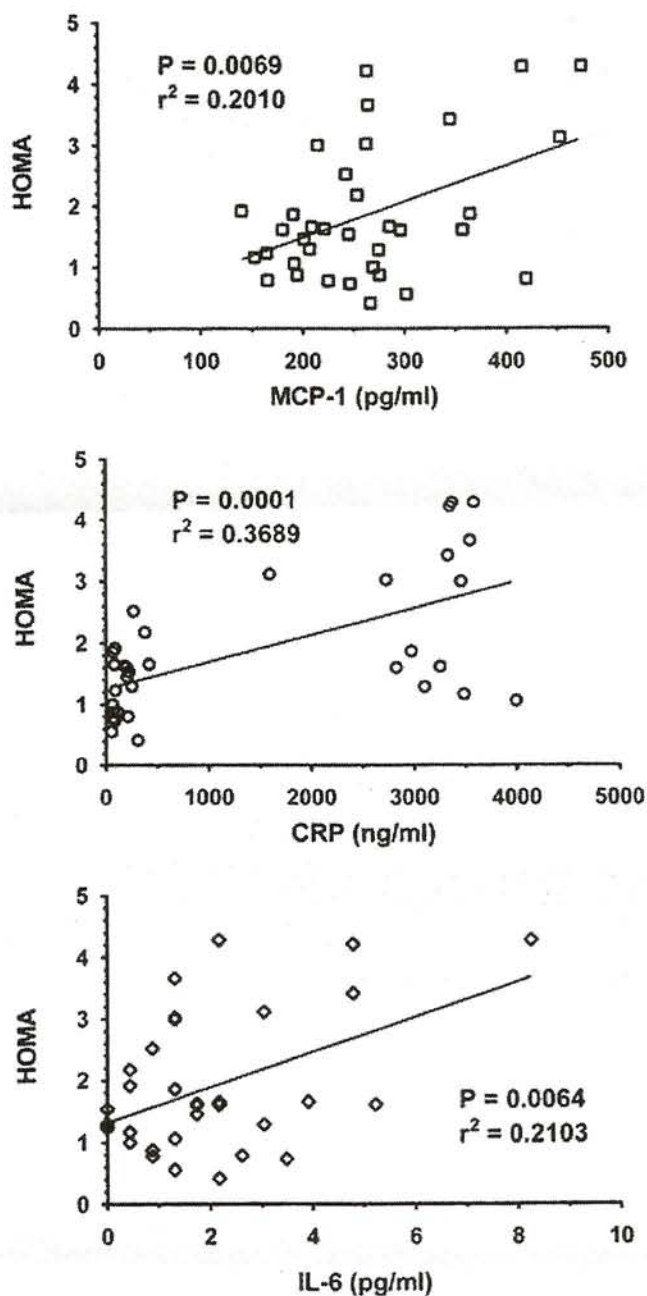 5
P = 0.0069
r² = 0.2010
4
3
HOMA
2
1
0
0 100 200 300 400 500
MCP-1 (pg/ml)
5
P = 0.0001
r² = 0.3689
4
3
HOMA
2
1
0
0 1000 2000 3000 4000 5000
CRP (ng/ml)
5
4
3
HOMA
2
P = 0.0064
r² = 0.2103
1
0
0 2 4 6 8 10
IL-6 (pg/ml)